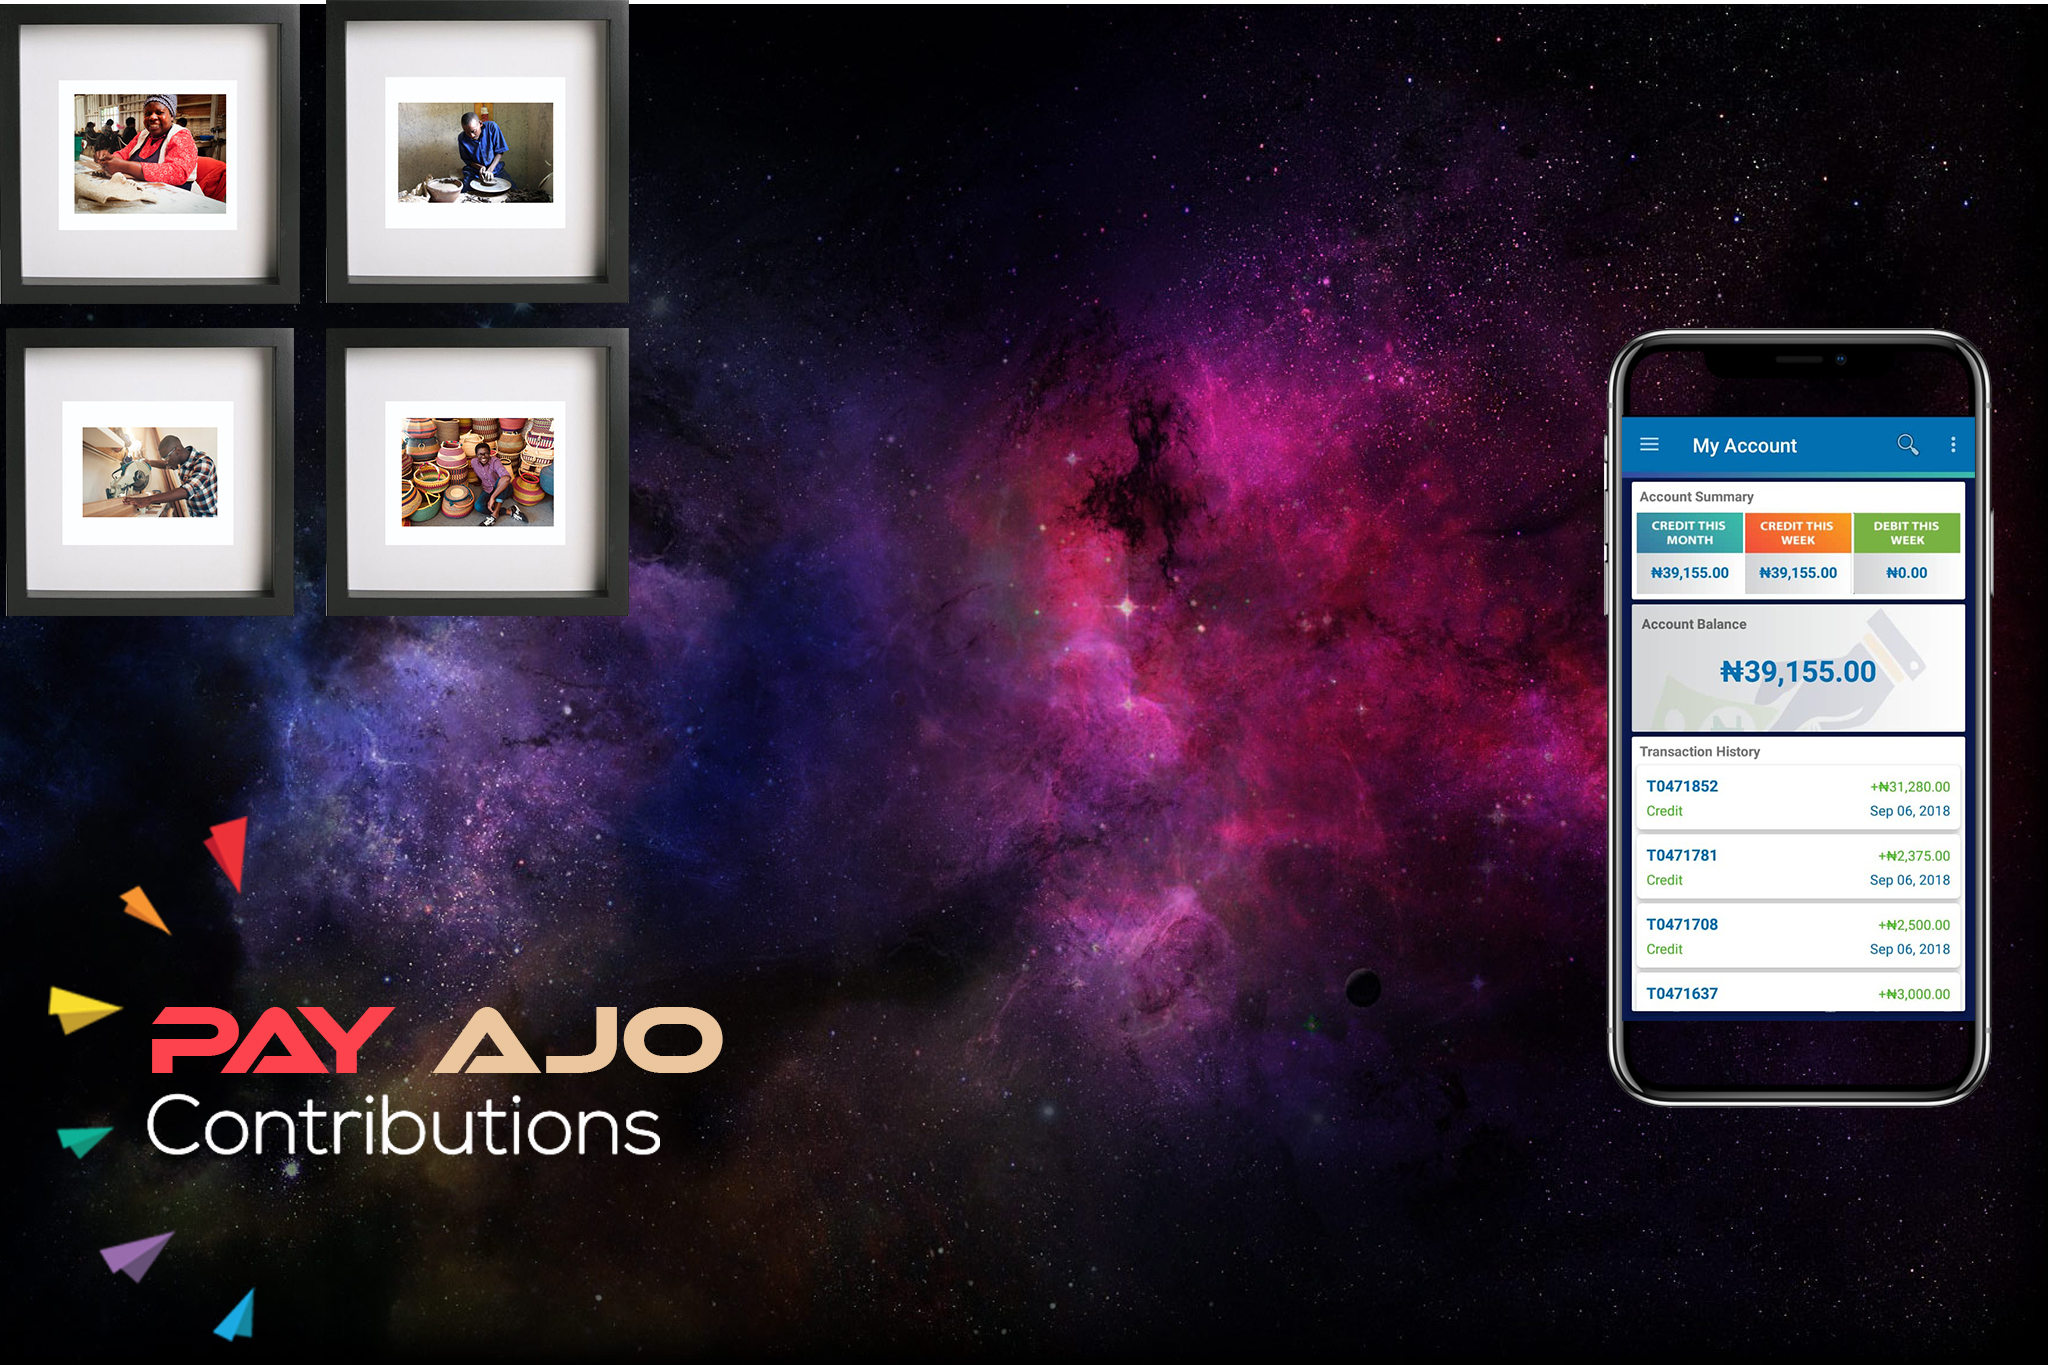 PAY AJO
Contributions
My Account
Account Summary
CREDIT THIS MONTH
CREDIT THIS WEEK
DEBIT THIS WEEK
₦39,155.00
₦39,155.00
₦0.00
Account Balance
₦39,155.00
Transaction History
T0471852 +₦31,280.00
Credit Sep 06, 2018
T0471781 +₦2,375.00
Credit Sep 06, 2018
T0471708 +₦2,500.00
Credit Sep 06, 2018
T0471637 +₦3,000.00